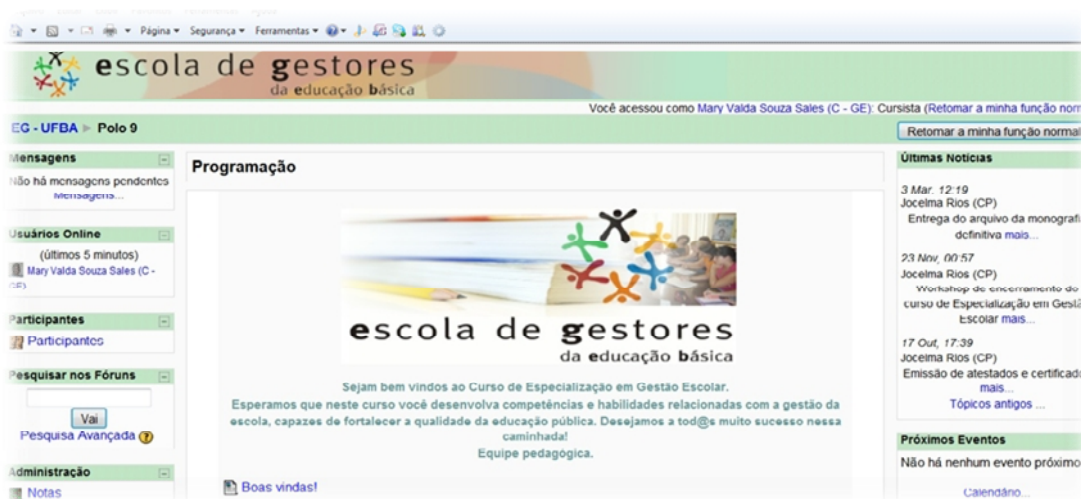 Página Segurança Ferramentas
escola de gestores
da educação básica
Você acessou como Mary Valda Souza Sales (C - GE): Cursista (Retomar a minha função
EG - UFBA ► Polo 9
Retomar a minha função normal
Mensagens
Não há mensagens pendentes
Mensagens...
Usuários Online
(últimos 5 minutos)
Mary Valda Souza Sales (C -
GE)
Participantes
Participantes
Pesquisar nos Fóruns
Vai
Pesquisa Avançada
Administração
Notas
Programação
escola de gestores
da educação básica
Sejam bem vindos ao Curso de Especialização em Gestão Escolar.
Esperamos que neste curso você desenvolva competências e habilidades relacionadas com a gestão da
escola, capazes de fortalecer a qualidade da educação pública. Desejamos a tod@s muito sucesso nessa
caminhada!
Equipe pedagógica.
Boas vindas!
Últimas Notícias
3 Mar, 12:19
Jocelma Rios (CP)
Entrega do arquivo da monografi
definitiva mais...
23 Nov, 00:57
Jocelma Rios (CP)
Workshop de encerramento do
curso de Especialização em Gestã
Escolar mais...
17 Out, 17:39
Jocelma Rios (CP)
Emissão de atestados e certificado
mais...
Tópicos antigos ...
Próximos Eventos
Não há nenhum evento próximo
Calendário...